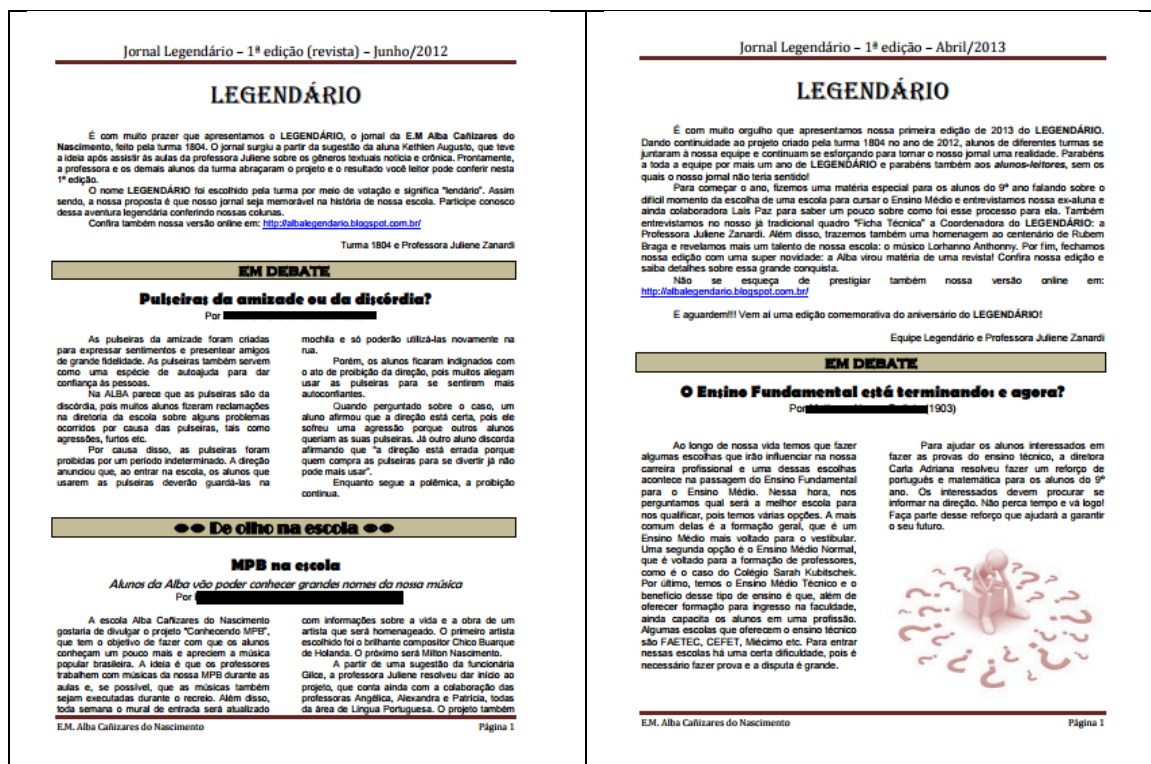 Jornal Legendário – 1ª edição (revista) – Junho/2012
LEGENDÁRIO
É com muito prazer que apresentamos o LEGENDÁRIO, o jornal da E.M Alba Cañizares do
Nascimento, feito pela turma 1804. O jornal surgiu a partir da sugestão da aluna Kethlen Augusto, que teve
a ideia após assistir às aulas da professora Juliene sobre os gêneros textuais notícia e crônica. Prontamente,
a professora e os demais alunos da turma abraçaram o projeto e o resultado você leitor pode conferir nesta
1ª edição.
O nome LEGENDÁRIO foi escolhido pela turma por meio de votação e significa "lendário". Assim
sendo, a nossa proposta é que nosso jornal seja memorável na história de nossa escola. Participe conosco
dessa aventura legendária conferindo nossas colunas.
Confira também nossa versão online em: http://albalegendario.blogspot.com.br/
Turma 1804 e Professora Juliene Zanardi
EM DEBATE
Pulseiras da amizade ou da discórdia?
Por
As pulseiras da amizade foram criadas
para expressar sentimentos e presentear amigos
de grande fidelidade. As pulseiras também servem
como uma espécie de autoajuda para dar
confiança às pessoas.
Na ALBA parece que as pulseiras são da
discórdia, pois muitos alunos fizeram reclamações
na diretoria da escola sobre alguns problemas
ocorridos por causa das pulseiras, tais como
agressões, furtos etc.
Por causa disso, as pulseiras foram
proibidas por um período indeterminado. A direção
anunciou que, ao entrar na escola, os alunos que
usarem as pulseiras deverão guardá-las na
mochila e só poderão utilizá-las novamente na
rua.
Porém, os alunos ficaram indignados com
o ato de proibição da direção, pois muitos alegam
usar as pulseiras para se sentirem mais
autoconfiantes.
Quando perguntado sobre o caso, um
aluno afirmou que a direção está certa, pois ele
sofreu uma agressão porque outros alunos
queriam as suas pulseiras. Já outro aluno discorda
afirmando que "a direção está errada porque
quem compra as pulseiras para se divertir já não
pode mais usar".
Enquanto segue a polêmica, a proibição
continua.
De olho na escola
MPB na escola
Alunos da Alba vão poder conhecer grandes nomes da nossa música
Por
A escola Alba Cañizares do Nascimento
gostaria de divulgar o projeto "Conhecendo MPB",
que tem o objetivo de fazer com que os alunos
conheçam um pouco mais e apreciem a música
popular brasileira. A ideia é que os professores
trabalhem com músicas da nossa MPB durante as
aulas e, se possível, que as músicas também
sejam executadas durante o recreio. Além disso,
toda semana o mural de entrada será atualizado
com informações sobre a vida e a obra de um
artista que será homenageado. O primeiro artista
escolhido foi o brilhante compositor Chico Buarque
de Holanda. O próximo será Milton Nascimento.
A partir de uma sugestão da funcionária
Gilce, a professora Juliene resolveu dar início ao
projeto, que conta ainda com a colaboração das
professoras Angélica, Alexandra e Patrícia, todas
da área de Língua Portuguesa. O projeto também
E.M. Alba Cañizares do Nascimento
Página 1
Jornal Legendário – 1ª edição – Abril/2013
LEGENDÁRIO
É com muito orgulho que apresentamos nossa primeira edição de 2013 do LEGENDÁRIO.
Dando continuidade ao projeto criado pela turma 1804 no ano de 2012, alunos de diferentes turmas se
juntaram à nossa equipe e continuam se esforçando para tornar o nosso jornal uma realidade. Parabéns
a toda a equipe por mais um ano de LEGENDÁRIO e parabéns também aos alunos-leitores, sem os
quais o nosso jornal não teria sentido!
Para começar o ano, fizemos uma matéria especial para os alunos do 9º ano falando sobre o
difícil momento da escolha de uma escola para cursar o Ensino Médio e entrevistamos nossa ex-aluna e
ainda colaboradora Laís Paz para saber um pouco sobre como foi esse processo para ela. Também
entrevistamos no nosso já tradicional quadro "Ficha Técnica" a Coordenadora do LEGENDÁRIO: a
Professora Juliene Zanardi. Além disso, trazemos também uma homenagem ao centenário de Rubem
Braga e revelamos mais um talento de nossa escola: o músico Lorhanno Anthonny. Por fim, fechamos
nossa edição com uma super novidade: a Alba virou matéria de uma revista! Confira nossa edição e
saiba detalhes sobre essa grande conquista.
Não se esqueça de prestigiar também nossa versão online em:
http://albalegendario.blogspot.com.br/
E aguardem!!! Vem aí uma edição comemorativa do aniversário do LEGENDÁRIO!
Equipe Legendário e Professora Juliene Zanardi
EM DEBATE
O Ensino Fundamental está terminando: e agora?
Por (1903)
Ao longo de nossa vida temos que fazer
algumas escolhas que irão influenciar na nossa
carreira profissional e uma dessas escolhas
acontece na passagem do Ensino Fundamental
para o Ensino Médio. Nessa hora, nos
perguntamos qual será a melhor escola para
nos qualificar, pois temos várias opções. A mais
comum delas é a formação geral, que é um
Ensino Médio mais voltado para o vestibular.
Uma segunda opção é o Ensino Médio Normal,
que é voltado para a formação de professores,
como é o caso do Colégio Sarah Kubitschek.
Por último, temos o Ensino Médio Técnico e o
benefício desse tipo de ensino é que, além de
oferecer formação para ingresso na faculdade,
ainda capacita os alunos em uma profissão.
Algumas escolas que oferecem o ensino técnico
são FAETEC, CEFET, Miécimo etc. Para entrar
nessas escolas há uma certa dificuldade, pois é
necessário fazer prova e a disputa é grande.
Para ajudar os alunos interessados em
fazer as provas do ensino técnico, a diretora
Carla Adriana resolveu fazer um reforço de
português e matemática para os alunos do 9º
ano. Os interessados devem procurar se
informar na direção. Não perca tempo e vá logo!
Faça parte desse reforço que ajudará a garantir
o seu futuro.
E.M. Alba Cañizares do Nascimento
Página 1